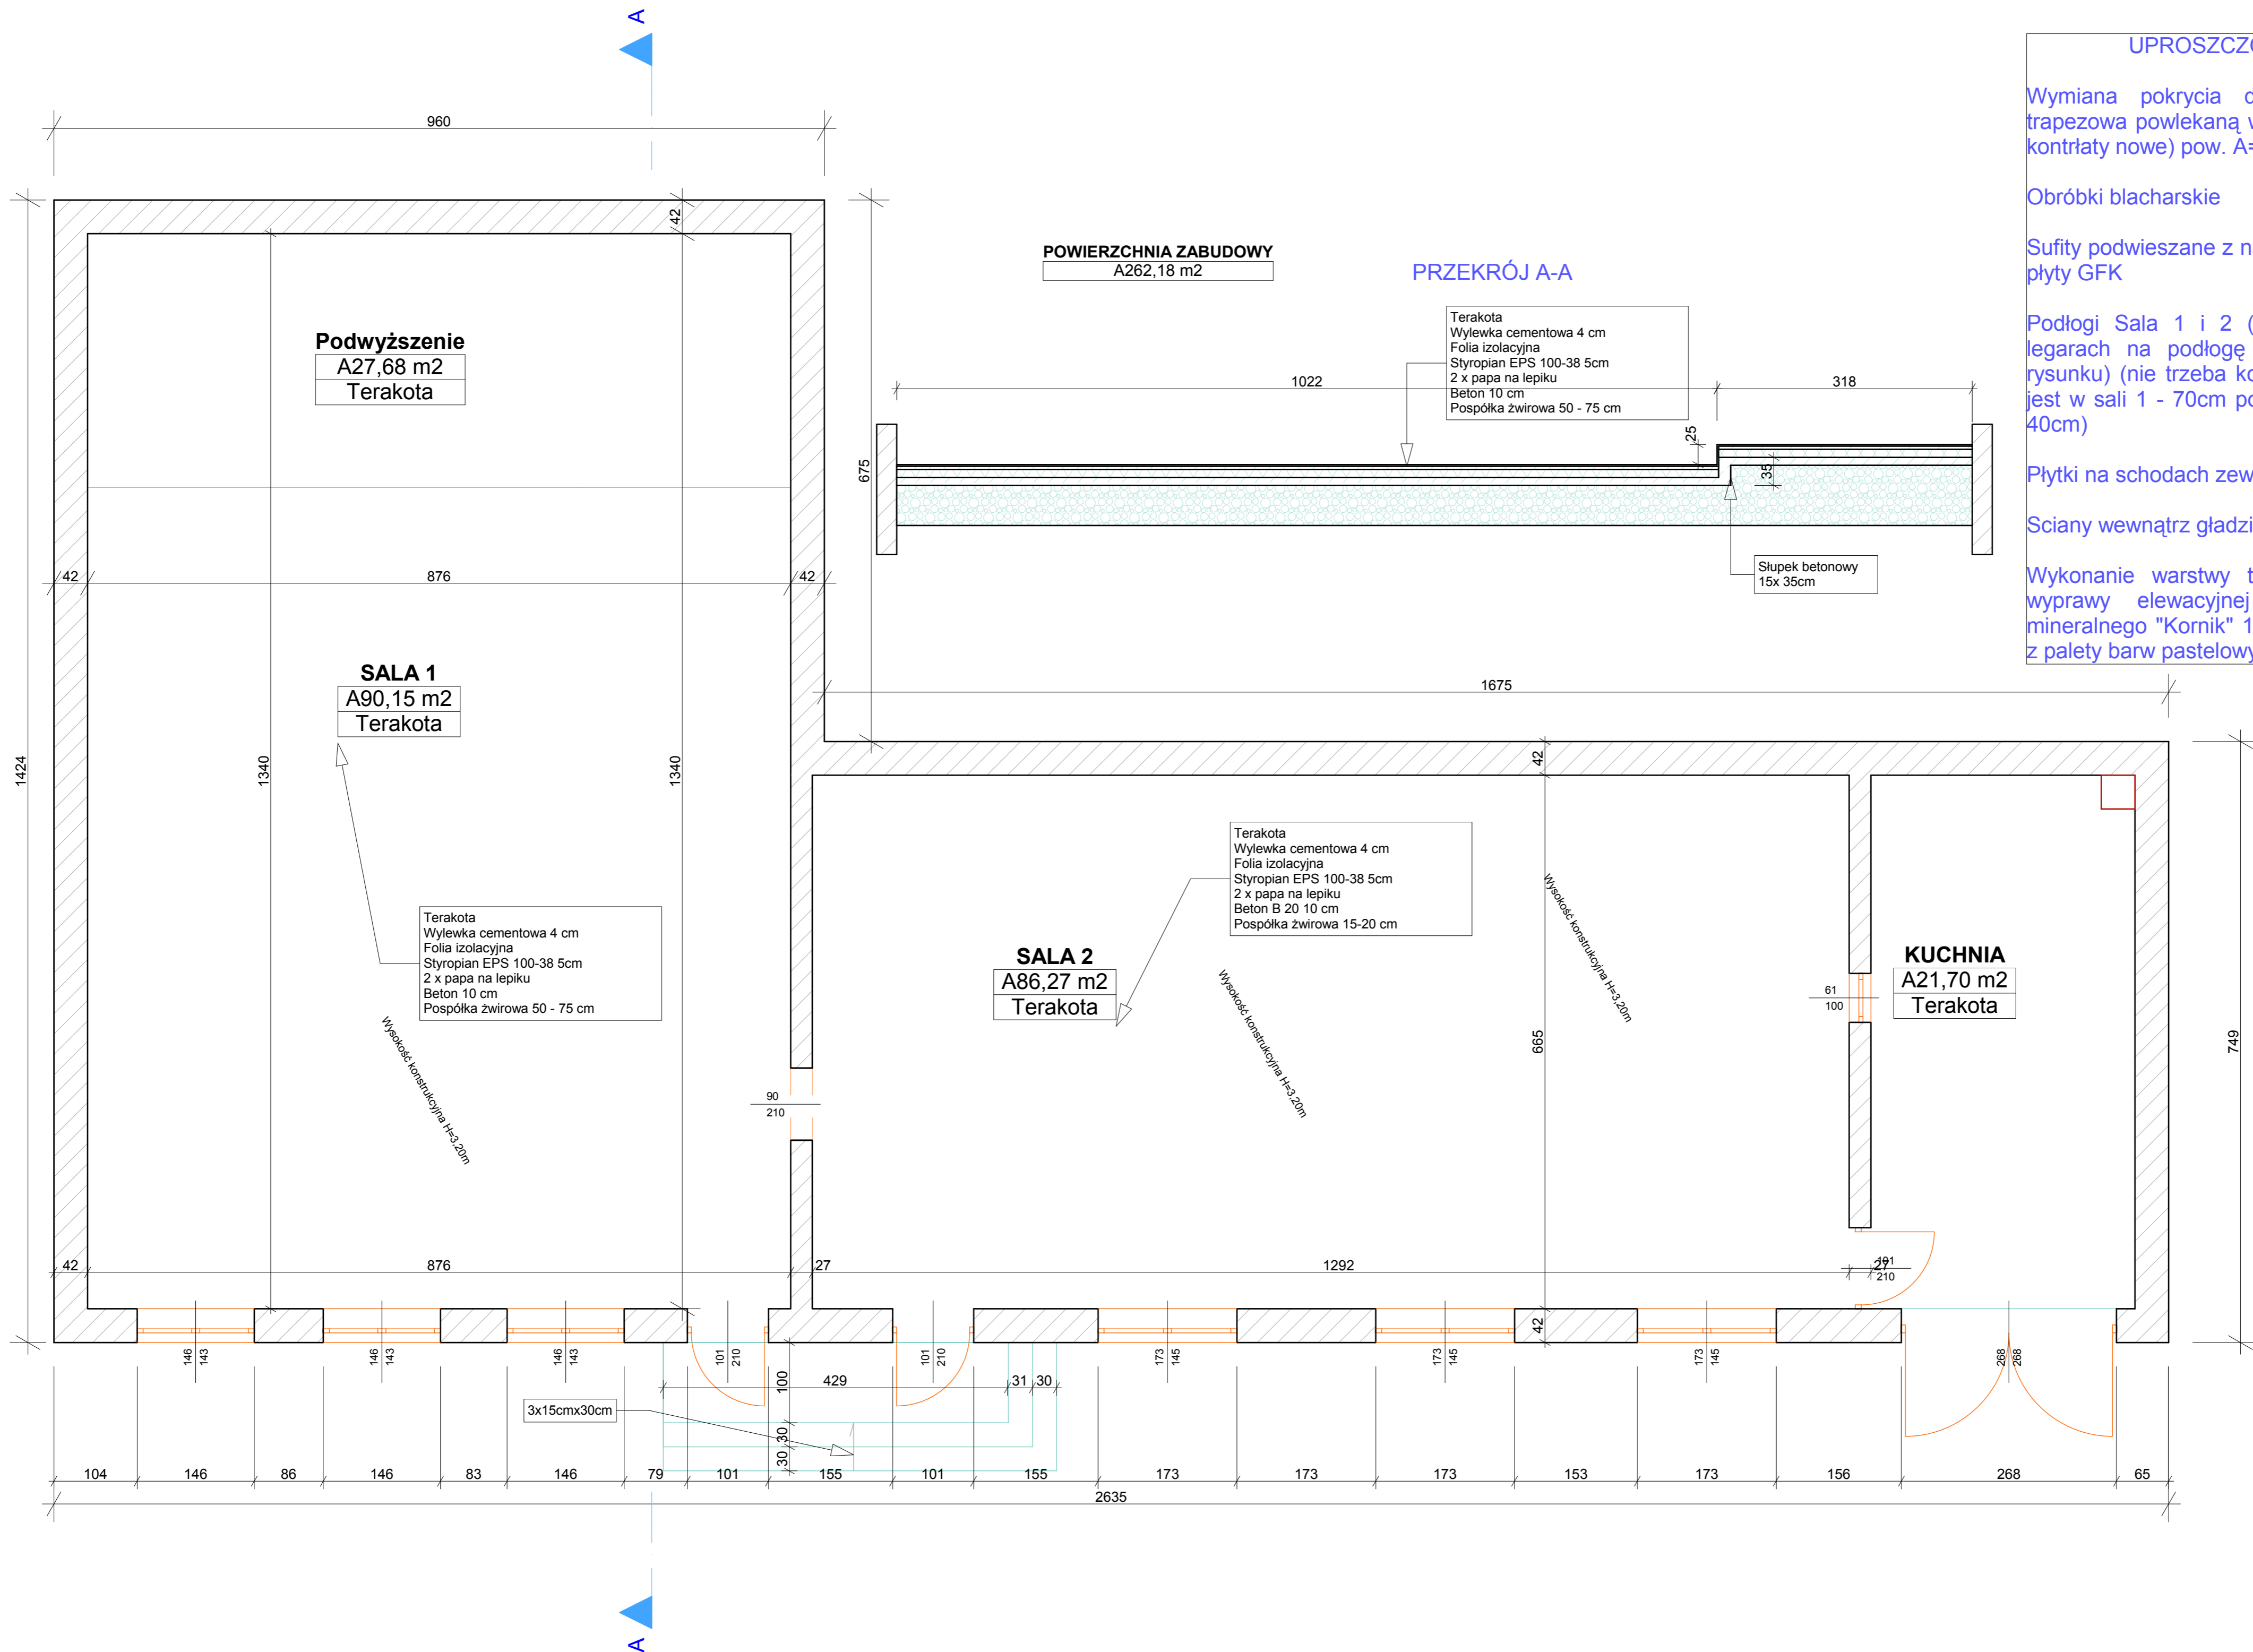 A
UPROSZCZO
Wymiana pokrycia d
trapezowa powlekaną w
kontrłaty nowe) pow. A=
Obróbki blacharskie
Sufity podwieszane z n
płyty GFK
Podłogi Sala 1 i 2 (
legarach na podłogę
rysunku) (nie trzeba ko
jest w sali 1 - 70cm po
40cm)
Płytki na schodach zew
Sciany wewnątrz gładzi
Wykonanie warstwy t
wyprawy elewacyjnej
mineralnego "Kornik" 1
z palety barw pastelowy
960
42
POWIERZCHNIA ZABUDOWY
A262,18 m2
PRZEKRÓJ A-A
Terakota
Wylewka cementowa 4 cm
Folia izolacyjna
Styropian EPS 100-38 5cm
2 x papa na lepiku
Beton 10 cm
Pospółka żwirowa 50 - 75 cm
1022
318
25
35
675
Słupek betonowy
15x 35cm
Podwyższenie
A27,68 m2
Terakota
42
876
42
SALA 1
A90,15 m2
Terakota
1675
1424
1340
1340
42
749
Terakota
Wylewka cementowa 4 cm
Folia izolacyjna
Styropian EPS 100-38 5cm
2 x papa na lepiku
Beton B 20 10 cm
Pospółka żwirowa 15-20 cm
Terakota
Wylewka cementowa 4 cm
Folia izolacyjna
Styropian EPS 100-38 5cm
2 x papa na lepiku
Beton 10 cm
Pospółka żwirowa 50 - 75 cm
SALA 2
A86,27 m2
Terakota
KUCHNIA
A21,70 m2
Terakota
Wysokość konstrukcyjna H=3,20m
Wysokość konstrukcyjna H=3,20m
Wysokość konstrukcyjna H=3,20m
61
100
665
90
210
42
876
27
1292
27
101
210
42
146
143
146
143
146
143
101
210
101
210
173
145
173
145
173
145
268
268
100
429
31
30
3x15cmx30cm
30
30
104
146
86
146
83
146
79
101
155
101
155
173
173
173
153
173
156
268
65
2635
A